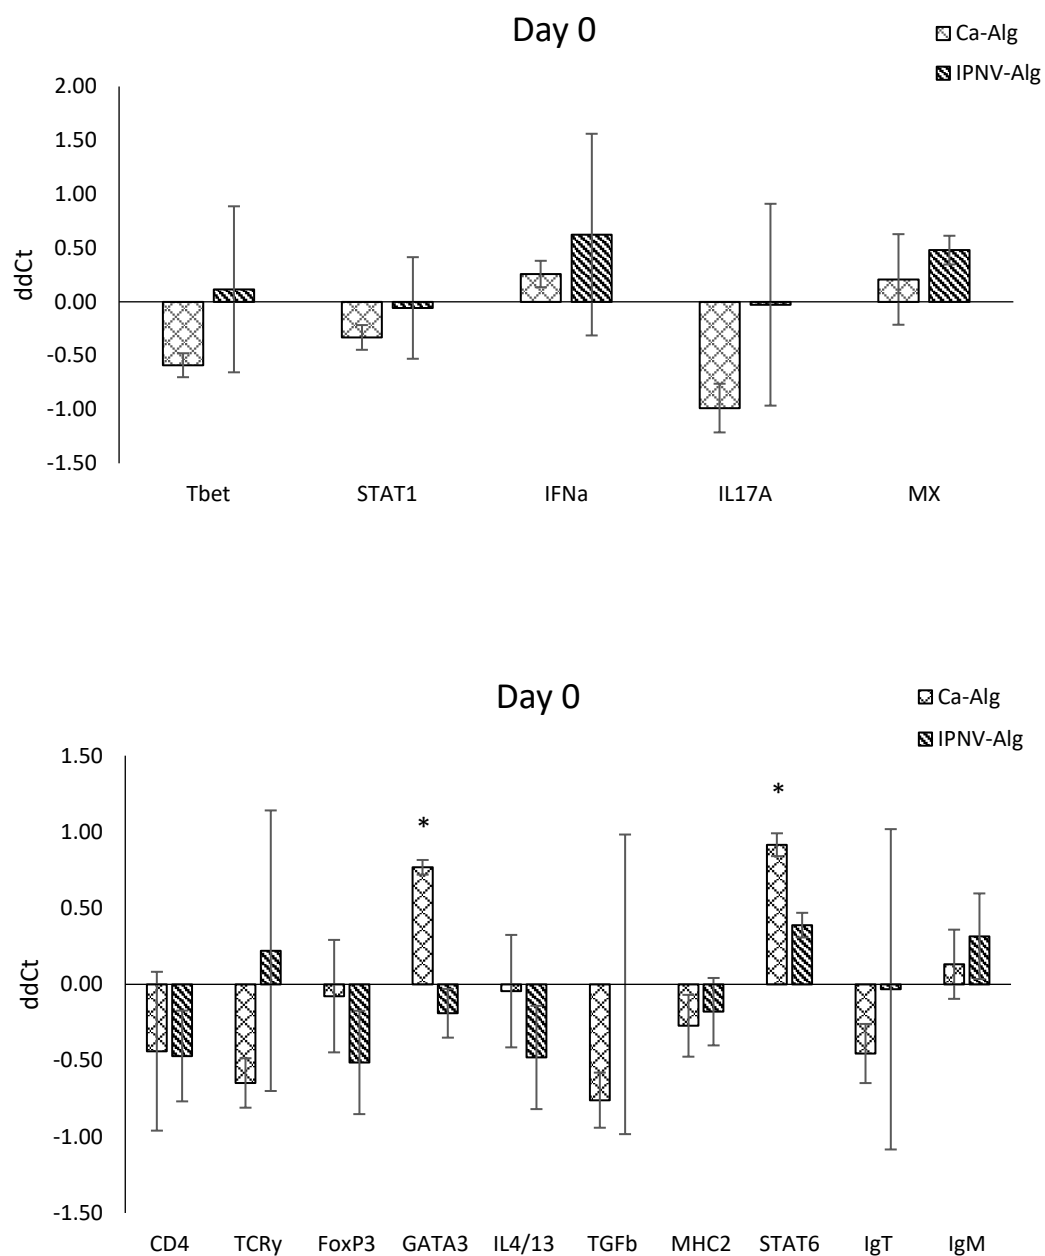 Day 0
Ca-Alg
IPNV-Alg
2.00
1.50
1.00
0.50
0.00
-0.50
-1.00
-1.50
ddCt
Tbet STAT1 IFNa IL17A MX
Day 0
Ca-Alg
IPNV-Alg
1.50
1.00
0.50
0.00
-0.50
-1.00
-1.50
ddCt
*
*
CD4 TCRy FoxP3 GATA3 IL4/13 TGFb MHC2 STAT6 IgT IgM